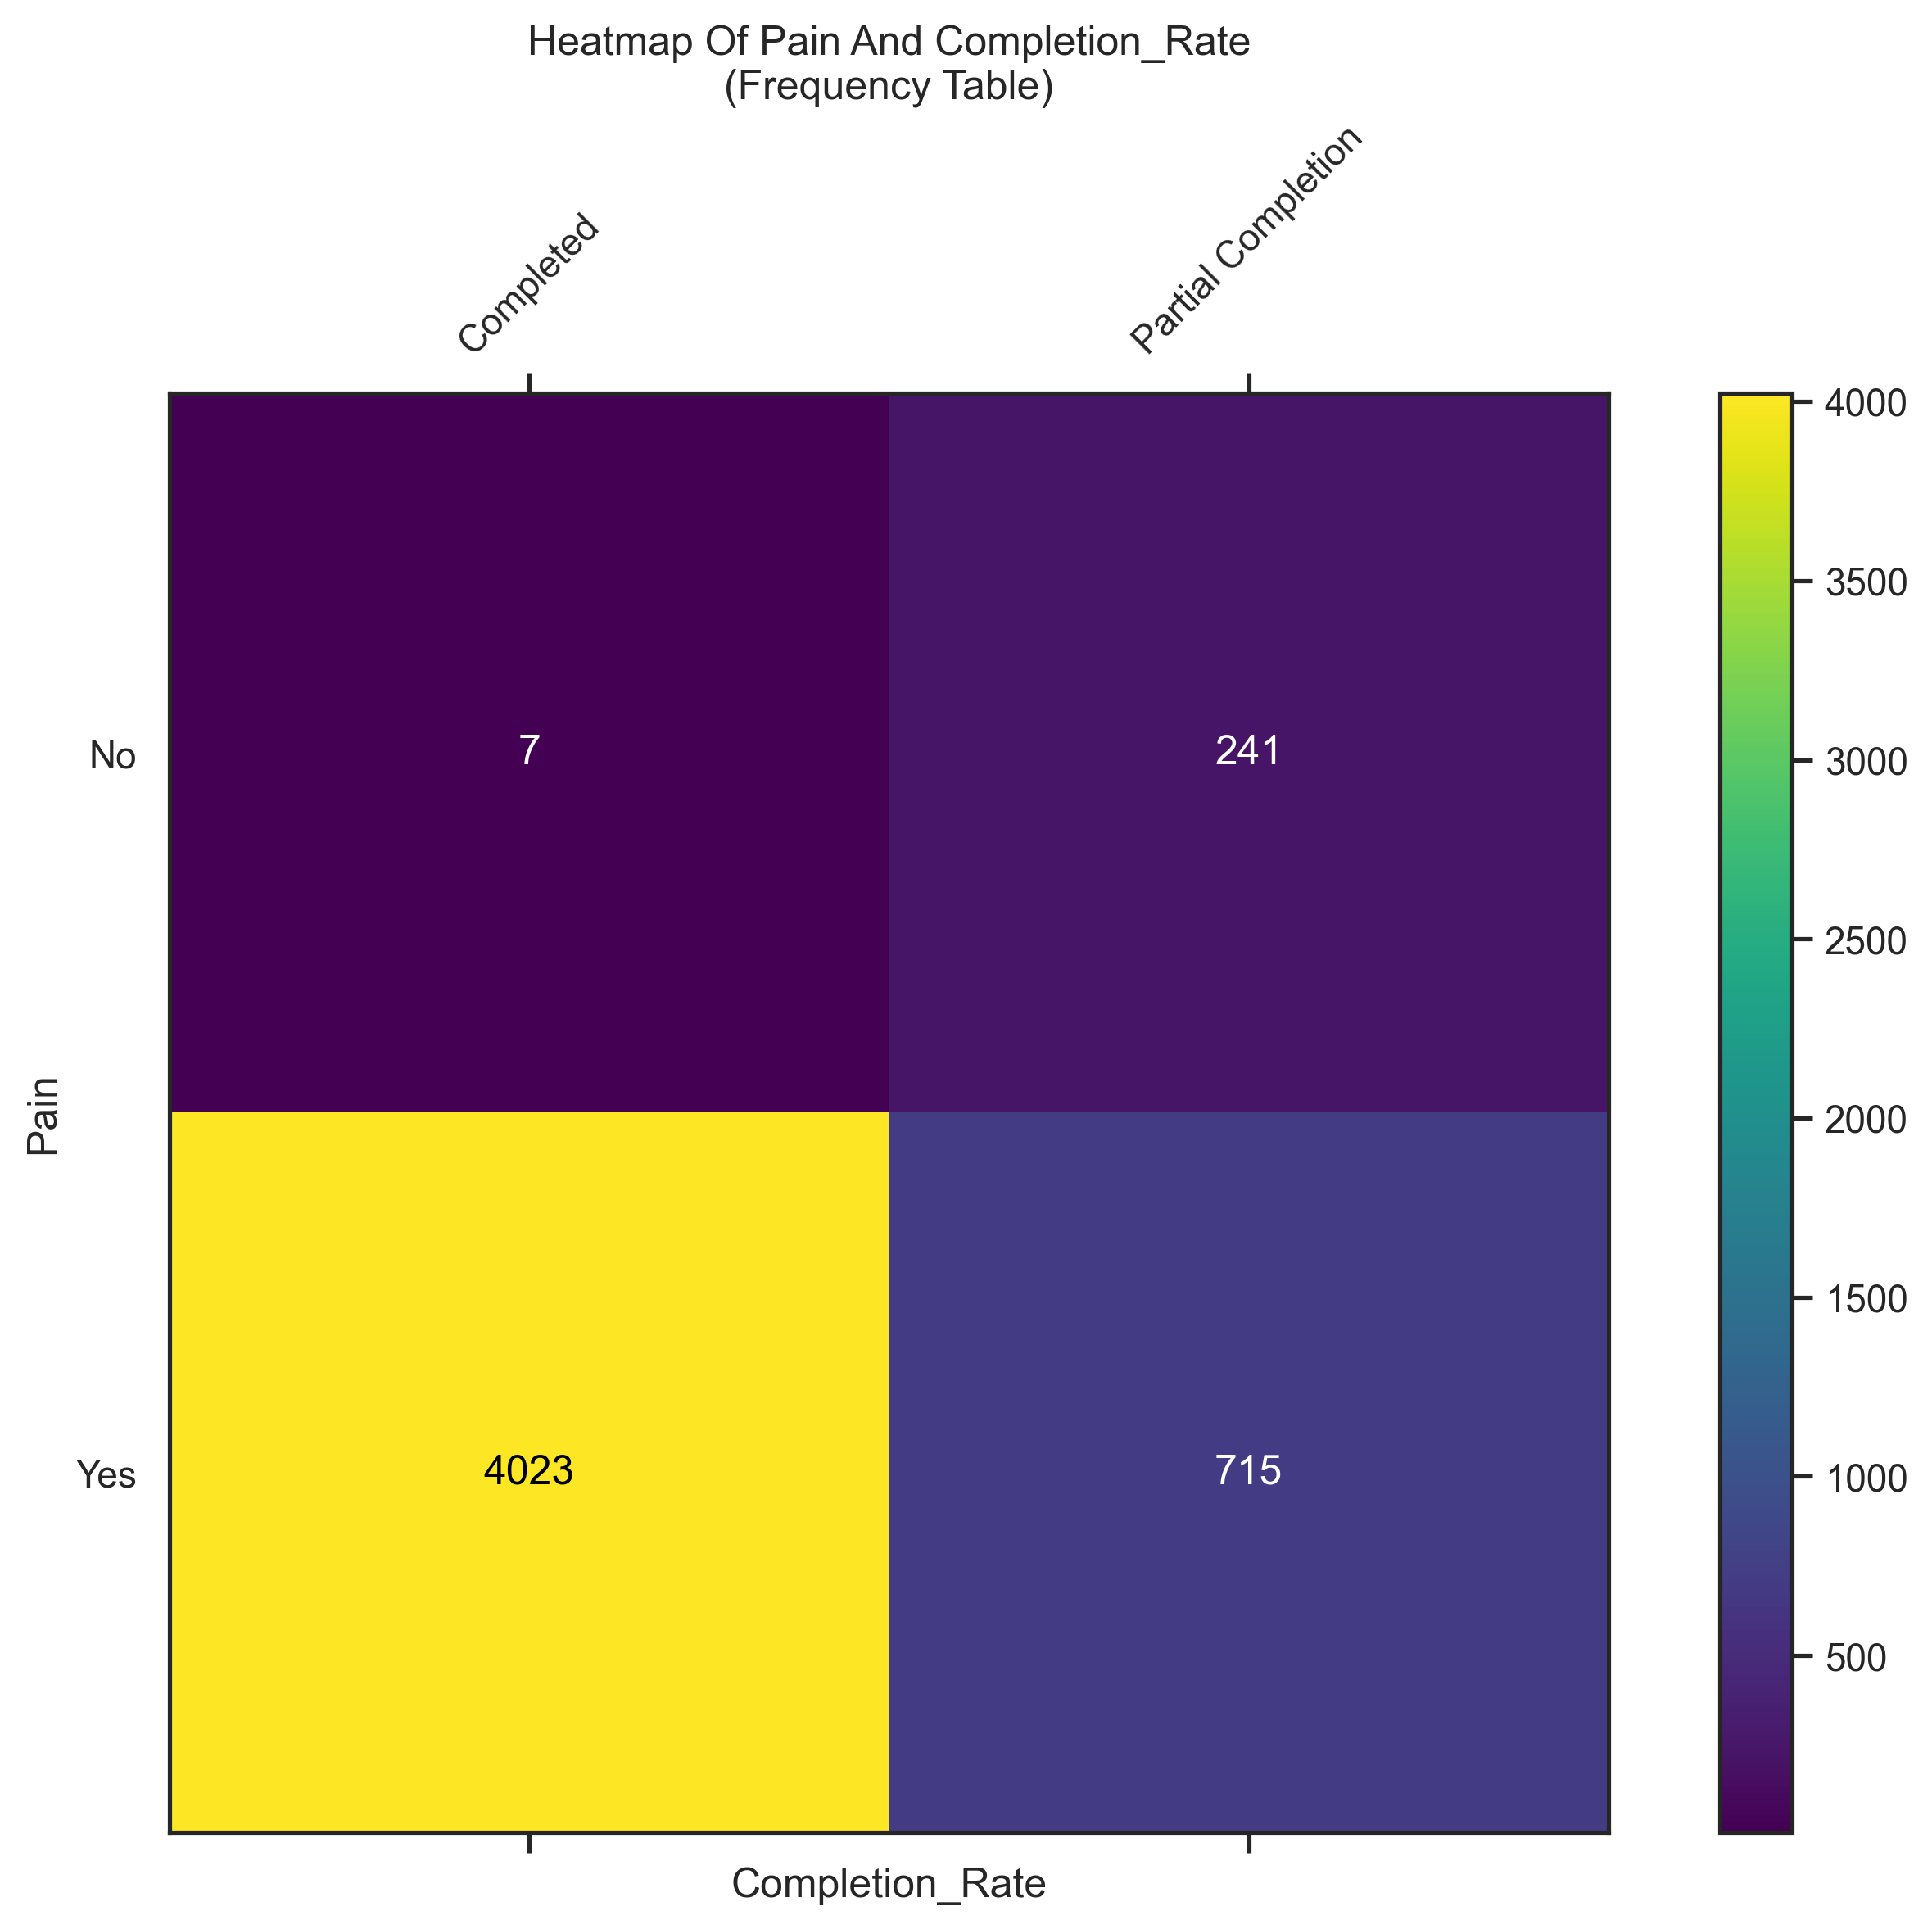 Heatmap Of Pain And Completion_Rate
(Frequency Table)
Completed
Partial Completion
4000
3500
3000
2500
2000
1500
1000
500
No
7
241
Pain
Yes
4023
715
Completion_Rate